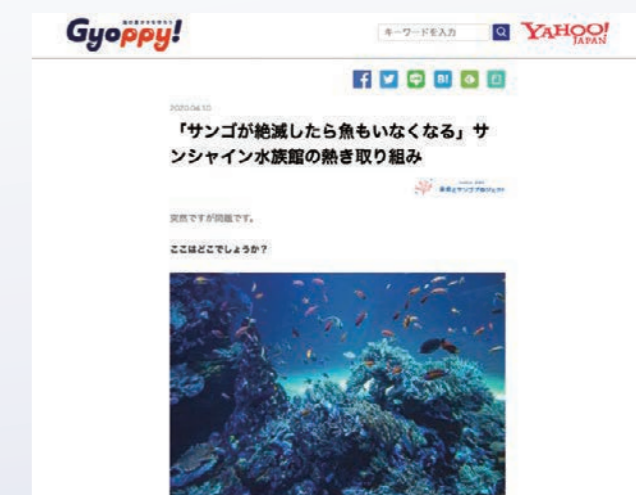 Gyoppy!
キーワードを入力
YAHOO!
JAPAN
2020.04.10
「サンゴが絶滅したら魚もいなくなる」サ
ンシャイン水族館の熱き取り組み
突然ですが問題です。
ここはどこでしょうか？